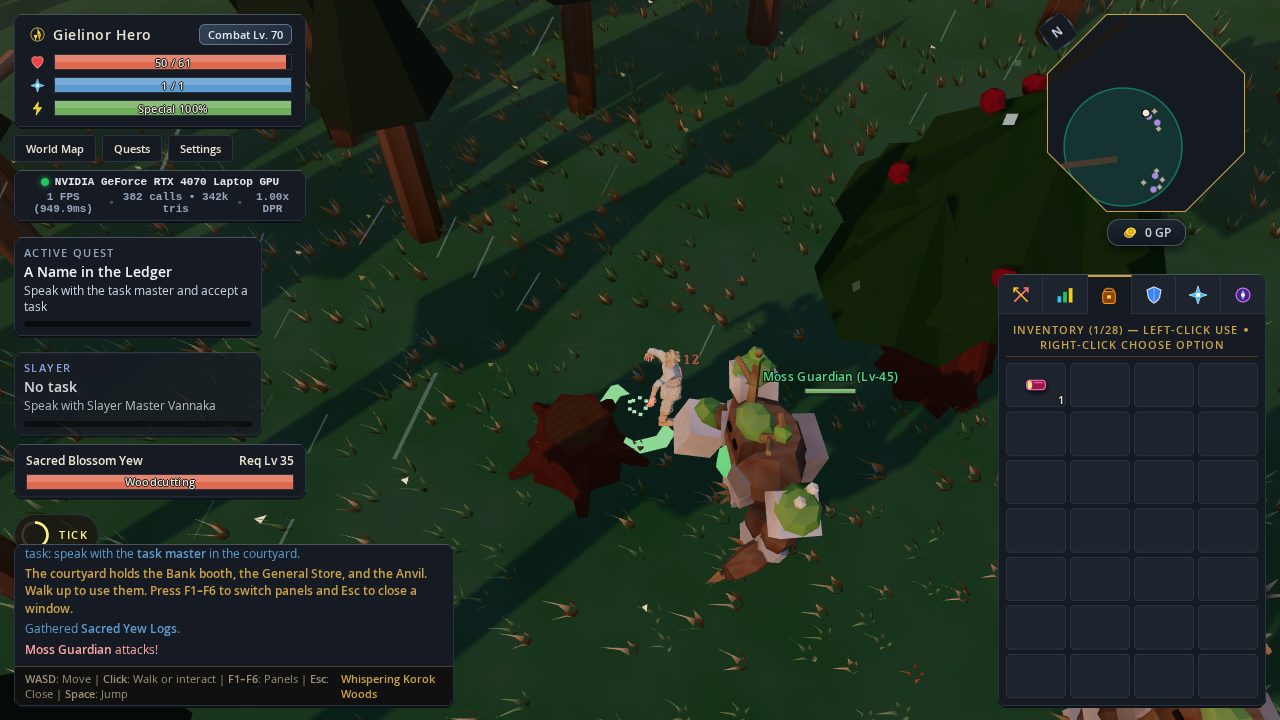 Gielinor Hero
Combat Lv. 70
50 / 61
1 / 1
Special 100%
World Map
Quests
Settings
NVIDIA GeForce RTX 4070 Laptop GPU
1 FPS (949.9ms) • 362 calls • 342k tris • 1.00x DPR
ACTIVE QUEST
A Name in the Ledger
Speak with the task master and accept a
task
SLAYER
No task
Speak with Slayer Master Vannaka
Sacred Blossom Yew
Req Lv 35
Woodcutting
TICK
task: speak with the task master in the courtyard.
The courtyard holds the Bank booth, the General Store, and the Anvil.
Walk up to use them. Press F1–F6 to switch panels and Esc to close a
window.
Gathered Sacred Yew Logs.
Moss Guardian attacks!
WASD: Move | Click: Walk or interact | F1–F6: Panels | Esc:
Close | Space: Jump
Whispering Korok
Woods
12
Moss Guardian (Lv-45)
N
0 GP
INVENTORY (1/28) — LEFT-CLICK USE •
RIGHT-CLICK CHOOSE OPTION
1